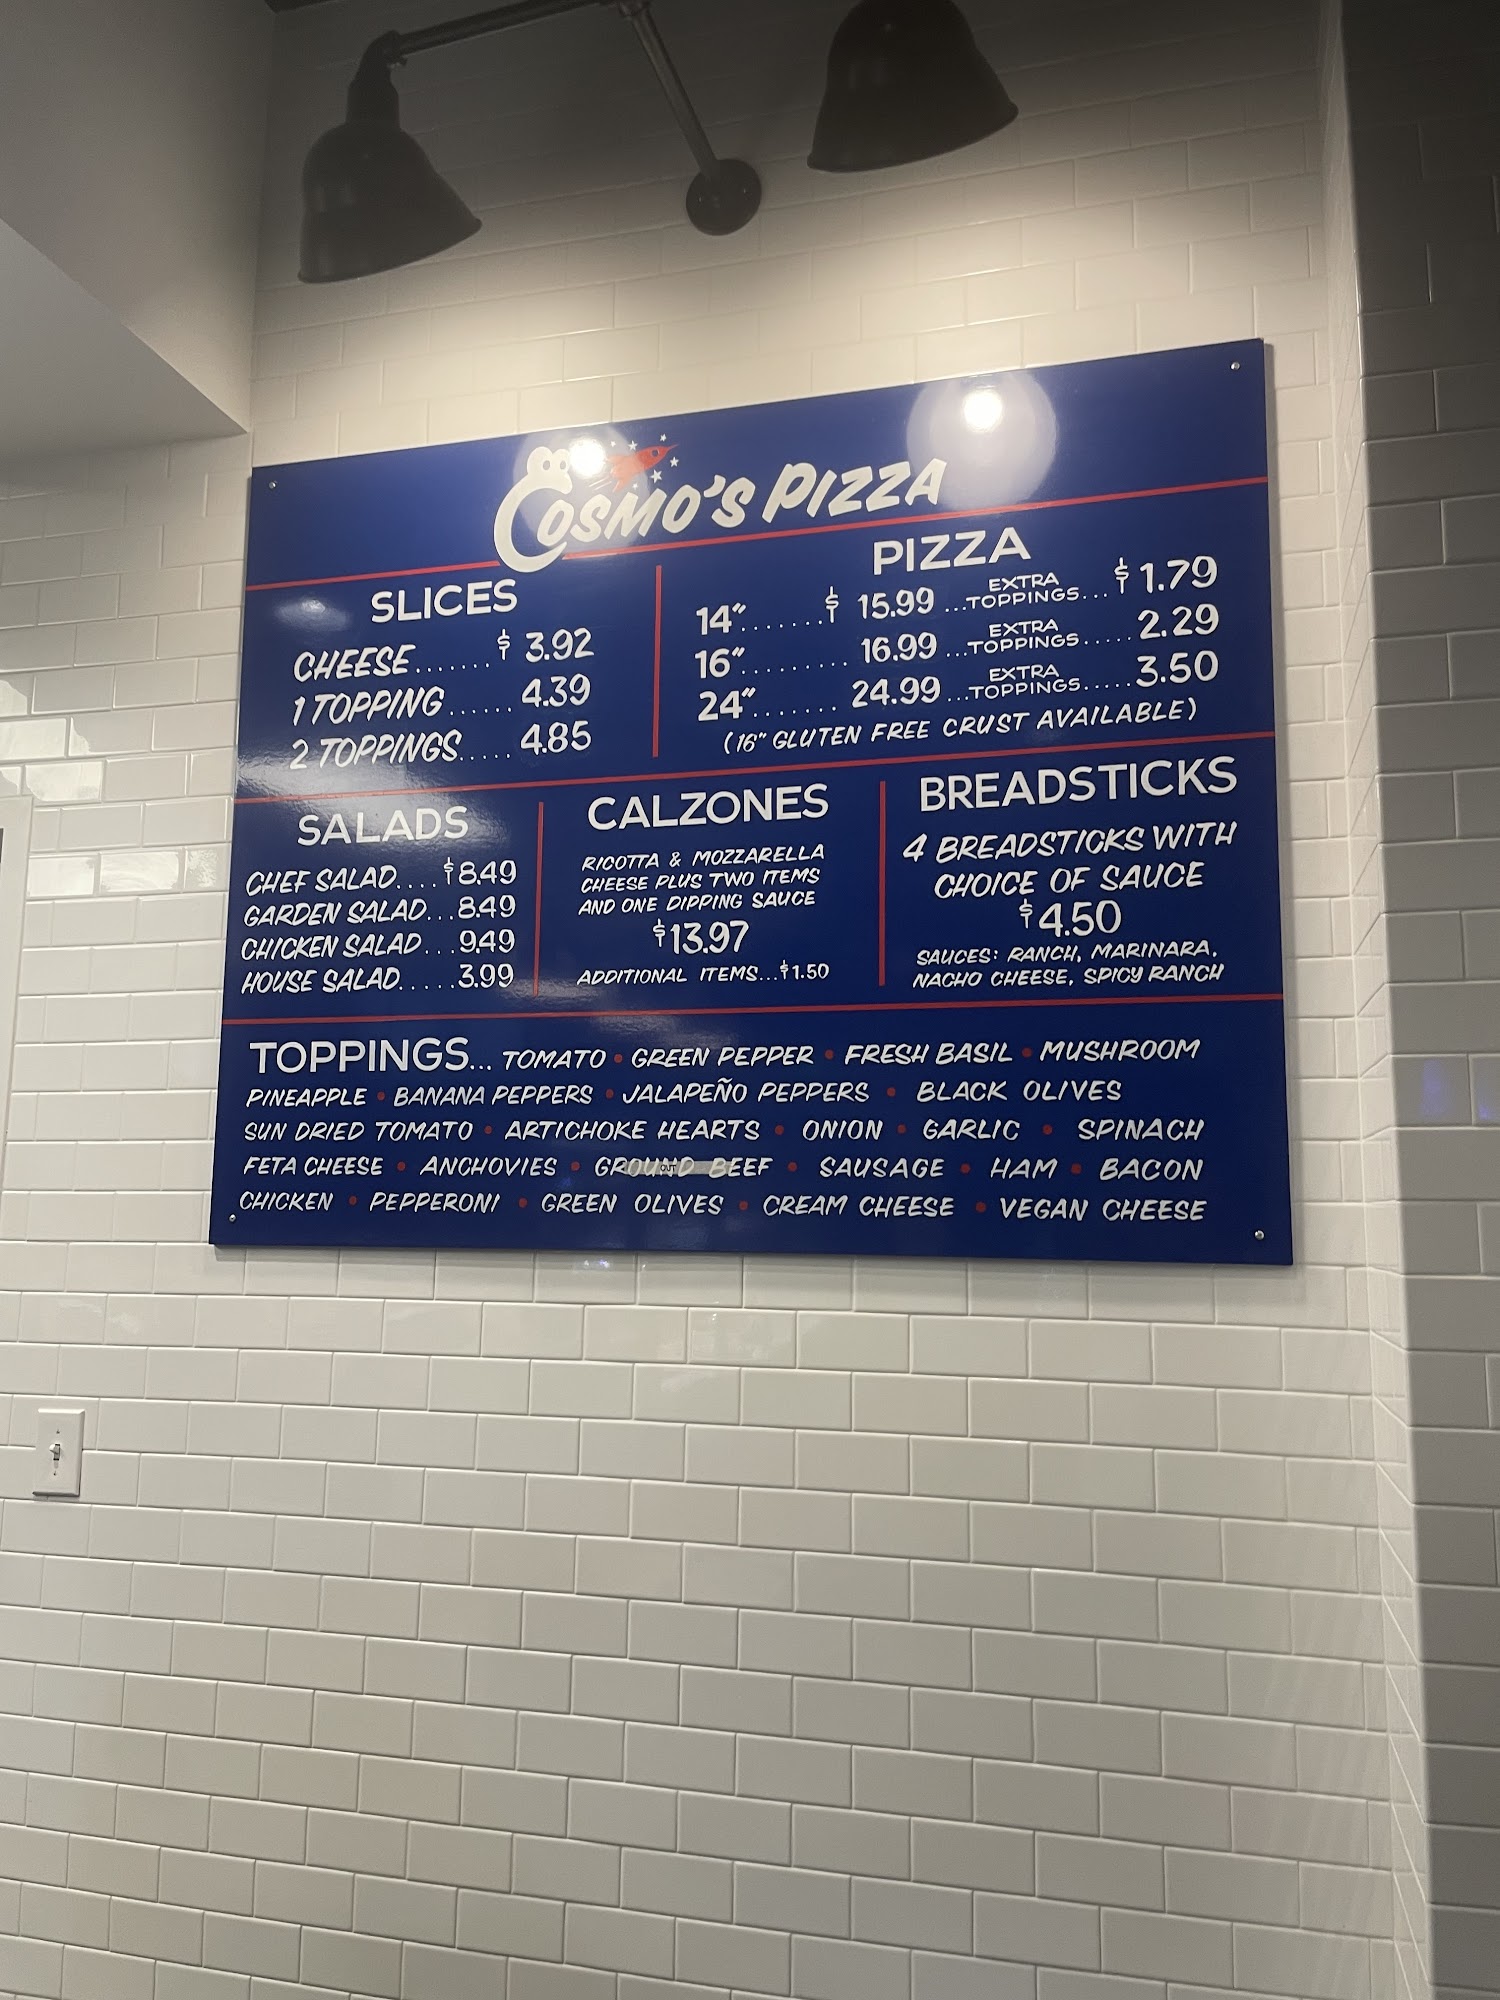 COSMO'S PIZZA
SLICES
CHEESE.......$ 3.92
1 TOPPING...... 4.39
2 TOPPINGS..... 4.85
PIZZA
14″.......$ 15.99 ...EXTRA TOPPINGS...$ 1.79
16″......... 16.99 ...EXTRA TOPPINGS..... 2.29
24″....... 24.99 ...EXTRA TOPPINGS..... 3.50
(16″ GLUTEN FREE CRUST AVAILABLE)
SALADS
CHEF SALAD....$8.49
GARDEN SALAD...8.49
CHICKEN SALAD...9.49
HOUSE SALAD.....3.99
CALZONES
RICOTTA & MOZZARELLA
CHEESE PLUS TWO ITEMS
AND ONE DIPPING SAUCE
$13.97
ADDITIONAL ITEMS...$1.50
BREADSTICKS
4 BREADSTICKS WITH
CHOICE OF SAUCE
$4.50
SAUCES: RANCH, MARINARA,
NACHO CHEESE, SPICY RANCH
TOPPINGS... TOMATO • GREEN PEPPER • FRESH BASIL • MUSHROOM
PINEAPPLE • BANANA PEPPERS • JALAPEÑO PEPPERS • BLACK OLIVES
SUN DRIED TOMATO • ARTICHOKE HEARTS • ONION • GARLIC • SPINACH
FETA CHEESE • ANCHOVIES • GROUND BEEF • SAUSAGE • HAM • BACON
OUT
CHICKEN • PEPPERONI • GREEN OLIVES • CREAM CHEESE • VEGAN CHEESE